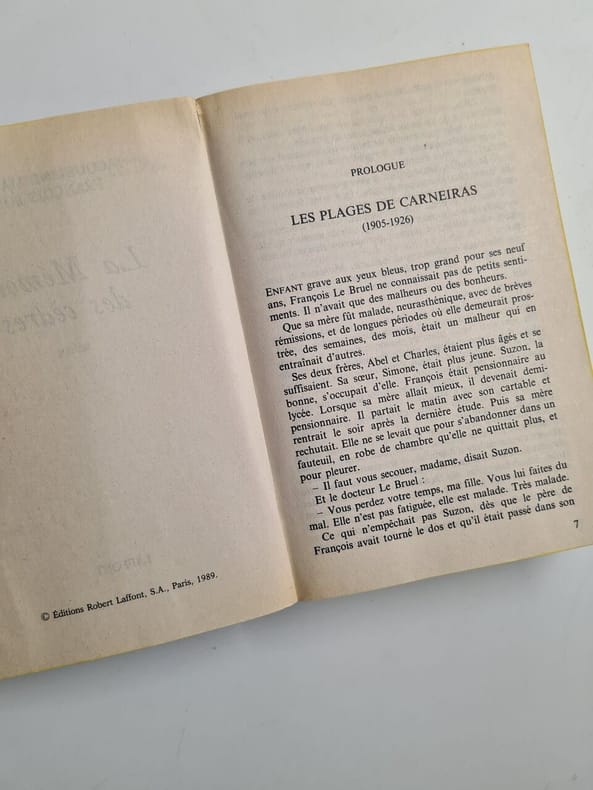 © Éditions Robert Laffont, S.A., Paris, 1989.
PROLOGUE
LES PLAGES DE CARNEIRAS
(1905-1926)
ENFANT grave aux yeux bleus, trop grand pour ses neuf
ans, François Le Bruel ne connaissait pas de petits senti-
ments. Il n'avait que des malheurs ou des bonheurs.
Que sa mère fût malade, neurasthénique, avec de brèves
rémissions, et de longues périodes où elle demeurait pros-
trée, des semaines, des mois, était un malheur qui en
entraînait d'autres.
Ses deux frères, Abel et Charles, étaient plus âgés et se
suffisaient. Sa sœur, Simone, était plus jeune. Suzon, la
bonne, s'occupait d'elle. François était pensionnaire au
lycée. Lorsque sa mère allait mieux, il devenait demi-
pensionnaire. Il partait le matin avec son cartable et
rentrait le soir après la dernière étude. Puis sa mère
rechutait. Elle ne se levait que pour s'abandonner dans un
fauteuil, en robe de chambre qu'elle ne quittait plus, et
pour pleurer.
– Il faut vous secouer, madame, disait Suzon.
Et le docteur Le Bruel :
– Vous perdez votre temps, ma fille. Vous lui faites du
mal. Elle n'est pas fatiguée, elle est malade. Très malade.
Ce qui n'empêchait pas Suzon, dès que le père de
François avait tourné le dos et qu'il était passé dans son
7